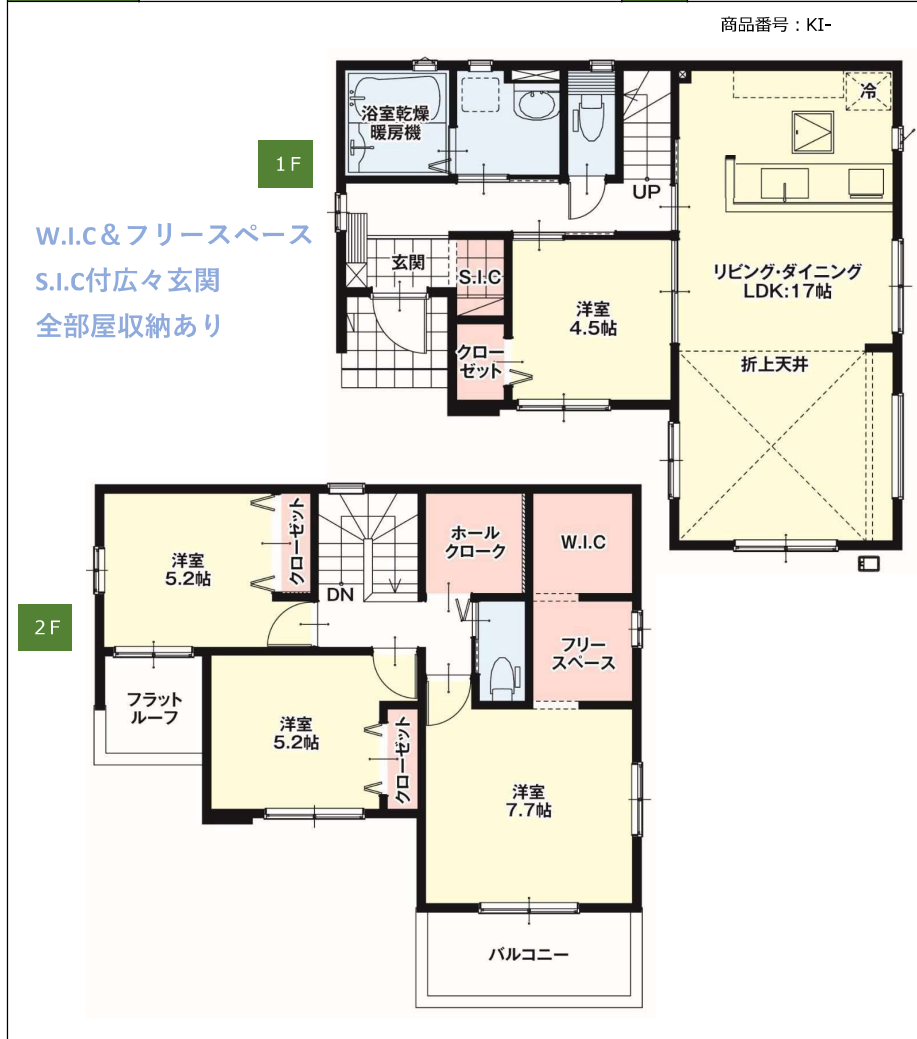 商品番号：KI-
浴室乾燥
暖房機
冷
1F
UP
W.I.C＆フリースペース
玄関
S.I.C
リビング・ダイニング
LDK:17帖
S.I.C付広々玄関
洋室
4.5帖
全部屋収納あり
クロー
ゼット
折上天井
洋室
5.2帖
クローゼット
ホール
クローク
W.I.C
DN
2F
フリー
スペース
フラット
ルーフ
洋室
5.2帖
クローゼット
洋室
7.7帖
バルコニー